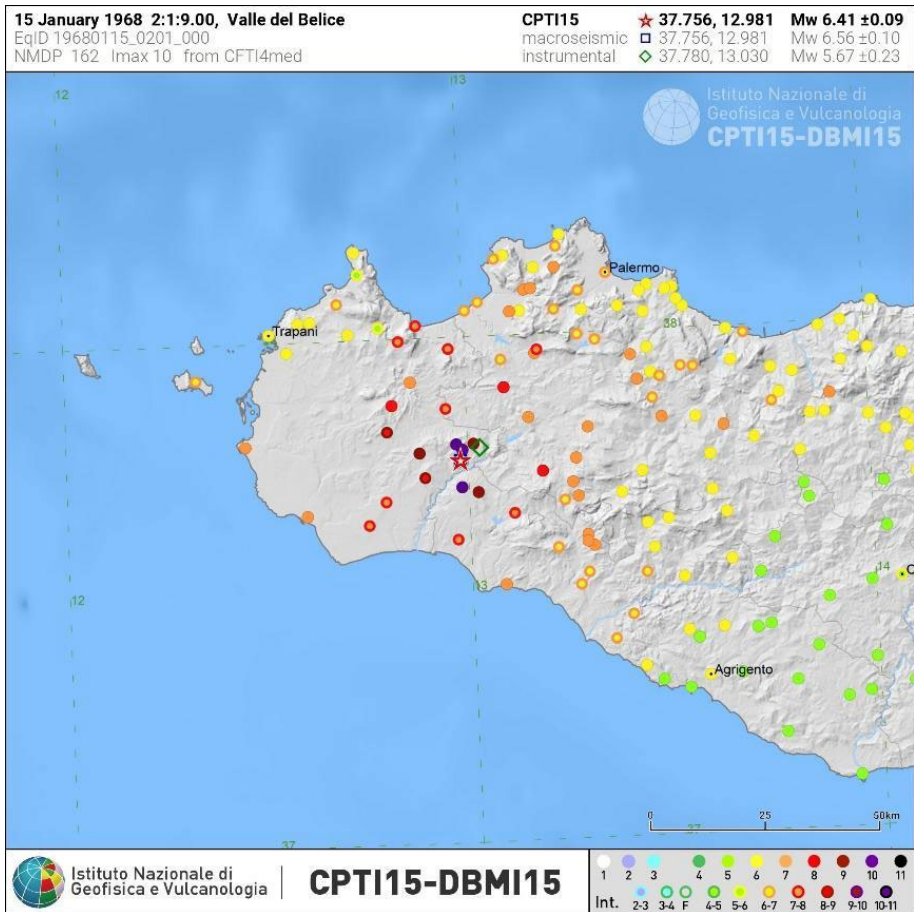 15 January 1968 2:1:9.00, Valle del Belice
EqID 19680115_0201_000
NMDP 162 Imax 10 from CFTI4med
CPTI15 37.756, 12.981 Mw 6.41 ±0.09
macroseismic 37.756, 12.981 Mw 6.56 ±0.10
instrumental 37.780, 13.030 Mw 5.67 ±0.23
12
13
Istituto Nazionale di
Geofisica e Vulcanologia
CPTI15-DBMI15
Palermo
38
Trapani
14
C
12
13
Agrigento
0 25 50km
37
37
Istituto Nazionale di
Geofisica e Vulcanologia
CPTI15-DBMI15
1 2 3 4 5 6 7 8 9 10 11
Int. 2-3 3-4 F 4-5 5-6 6-7 7-8 8-9 9-10 10-11